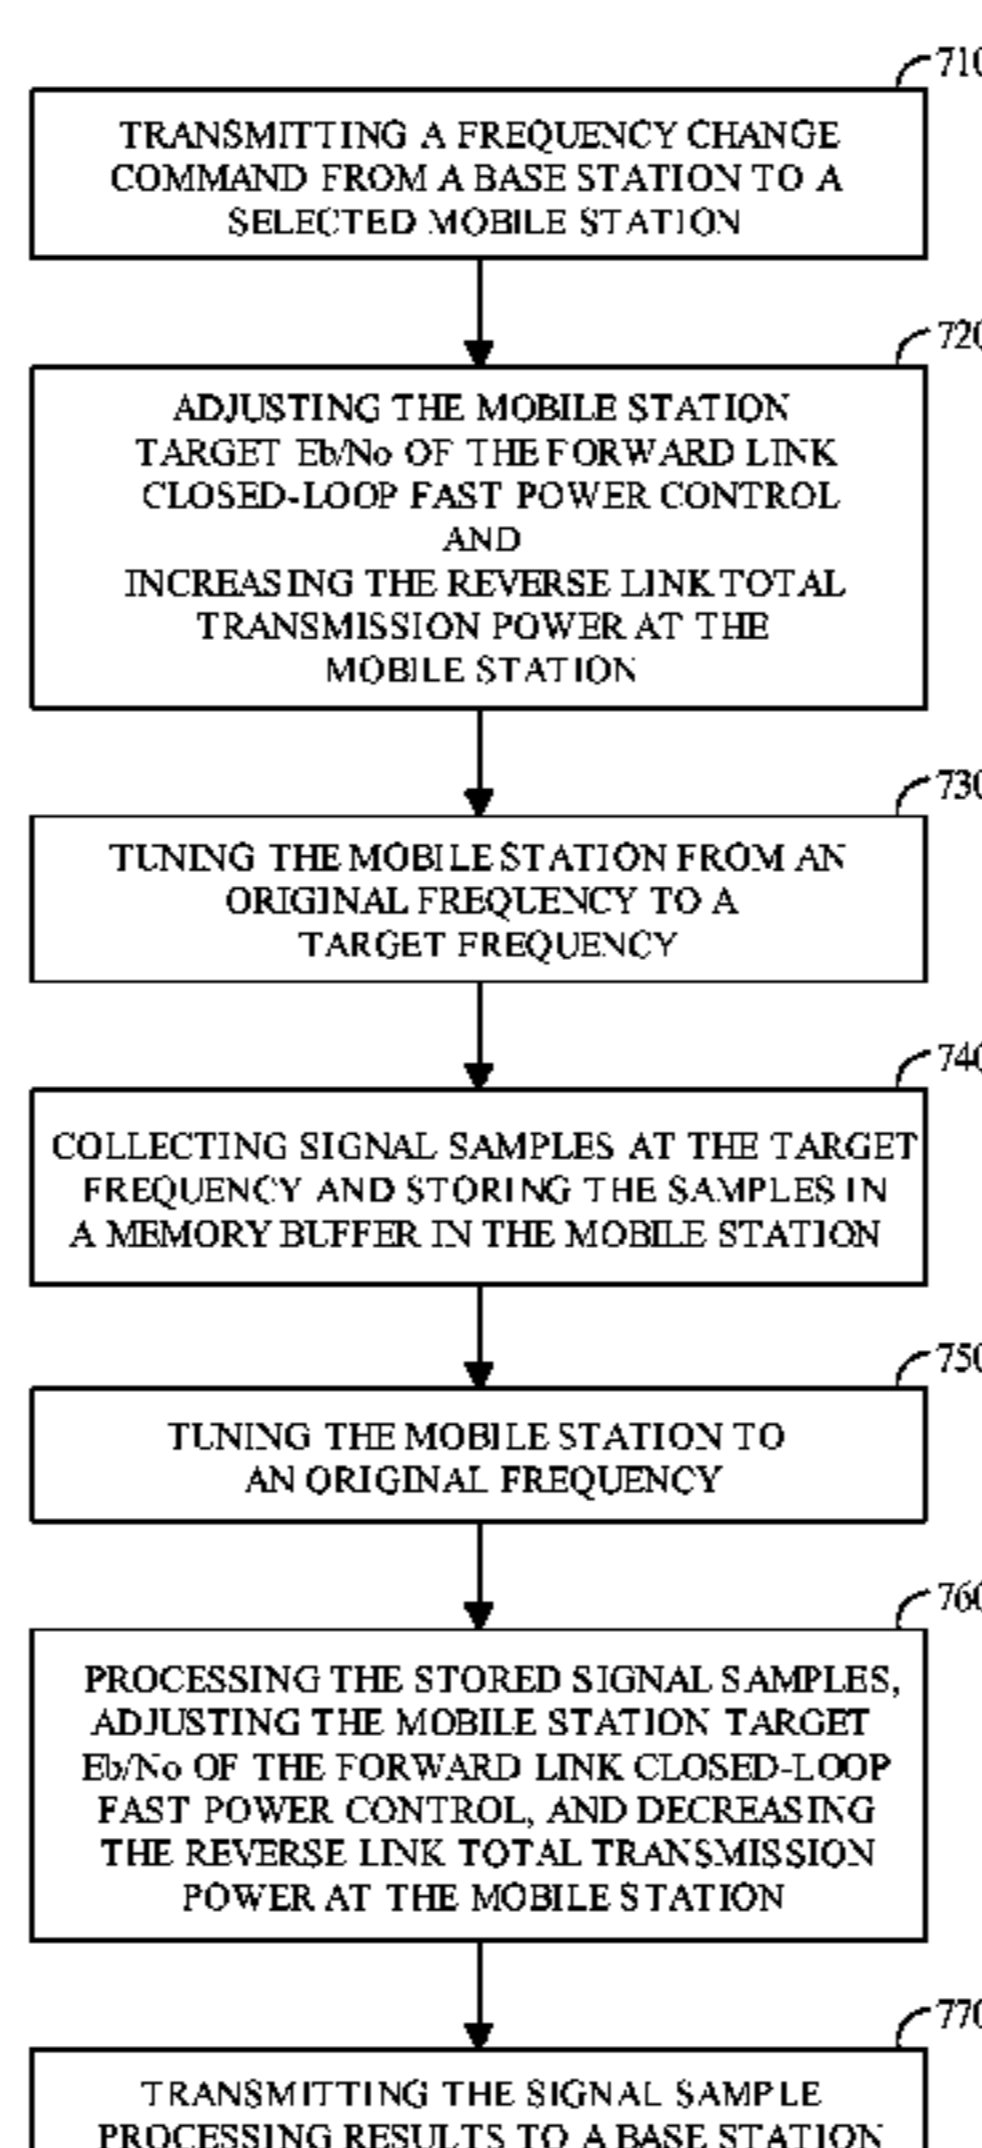 710
TRANSMITTING A FREQUENCY CHANGE
COMMAND FROM A BASE STATION TO A
SELECTED MOBILE STATION
720
ADJUSTING THE MOBILE STATION
TARGET Eb/No OF THE FORWARD LINK
CLOSED-LOOP FAST POWER CONTROL
AND
INCREASING THE REVERSE LINK TOTAL
TRANSMISSION POWER AT THE
MOBILE STATION
730
TUNING THE MOBILE STATION FROM AN
ORIGINAL FREQUENCY TO A
TARGET FREQUENCY
740
COLLECTING SIGNAL SAMPLES AT THE TARGET
FREQUENCY AND STORING THE SAMPLES IN
A MEMORY BUFFER IN THE MOBILE STATION
750
TUNING THE MOBILE STATION TO
AN ORIGINAL FREQUENCY
760
PROCESSING THE STORED SIGNAL SAMPLES,
ADJUSTING THE MOBILE STATION TARGET
Eb/No OF THE FORWARD LINK CLOSED-LOOP
FAST POWER CONTROL, AND DECREASING
THE REVERSE LINK TOTAL TRANSMISSION
POWER AT THE MOBILE STATION
770
TRANSMITTING THE SIGNAL SAMPLE
PROCESSING RESULTS TO A BASE STATION